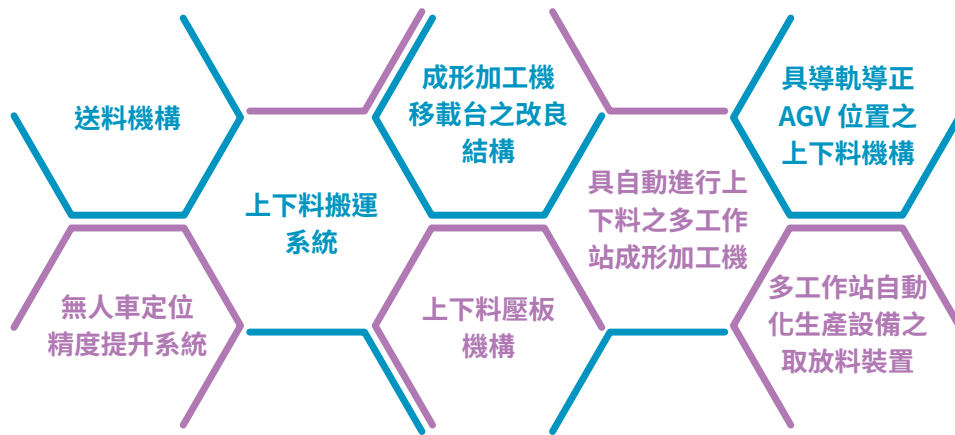 送料機構
成形加工機
移載台之改良
結構
具導軌導正
AGV 位置之
上下料機構
上下料搬運
系統
具自動進行上
下料之多工作
站成形加工機
無人車定位
精度提升系統
上下料壓板
機構
多工作站自動
化生產設備之
取放料裝置